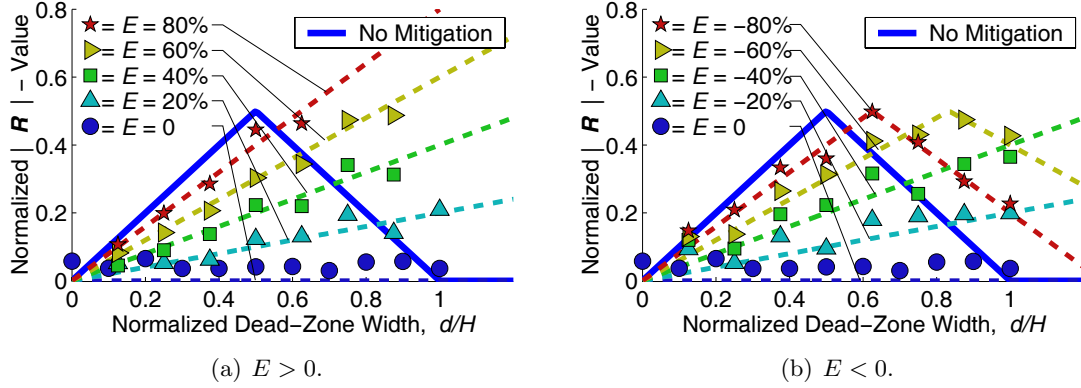 0.8
0.6
0.4
0.2
0
Normalized | R | – Value
= E = 80%
= E = 60%
= E = 40%
= E = 20%
= E = 0
No Mitigation
0 0.2 0.4 0.6 0.8 1
Normalized Dead–Zone Width, d/H
(a) E > 0.
0.8
0.6
0.4
0.2
0
Normalized | R | – Value
= E = –80%
= E = –60%
= E = –40%
= E = –20%
= E = 0
No Mitigation
0 0.2 0.4 0.6 0.8 1
Normalized Dead–Zone Width, d/H
(b) E < 0.